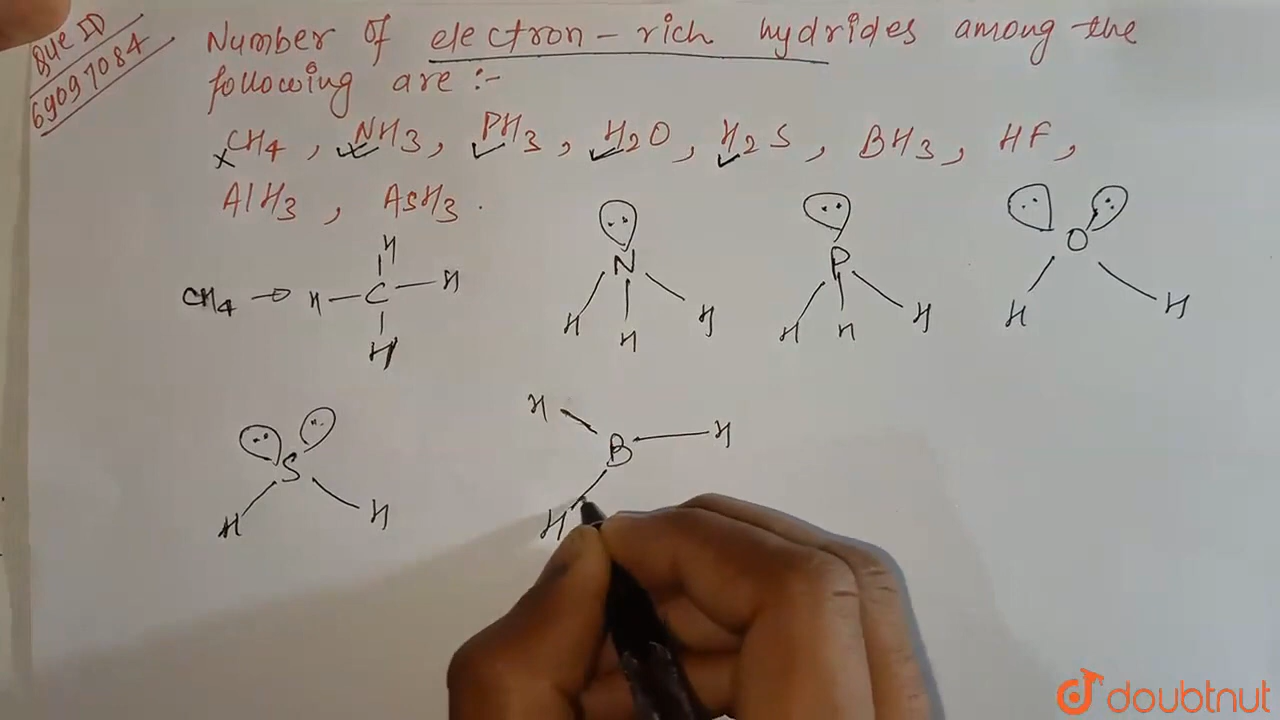 Que ID
69097084
Number of electron-rich hydrides among the
following are :-
CH4, NH3, PH3, H2O, H2S, BH3, HF,
AlH3, AsH3.
CH4 → H C H H H
N H H H
P H H H
O H H
S H H
H B H H
doubtnut